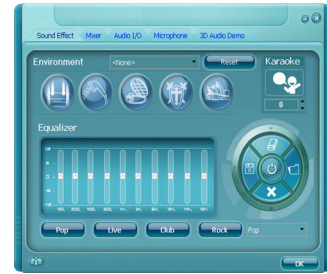 Sound Effect Mixer Audio I/O Microphone 3D Audio Demo
Environment <None> Reset Karaoke
0
Equalizer
0
Pop Live Club Rock Pop
OK